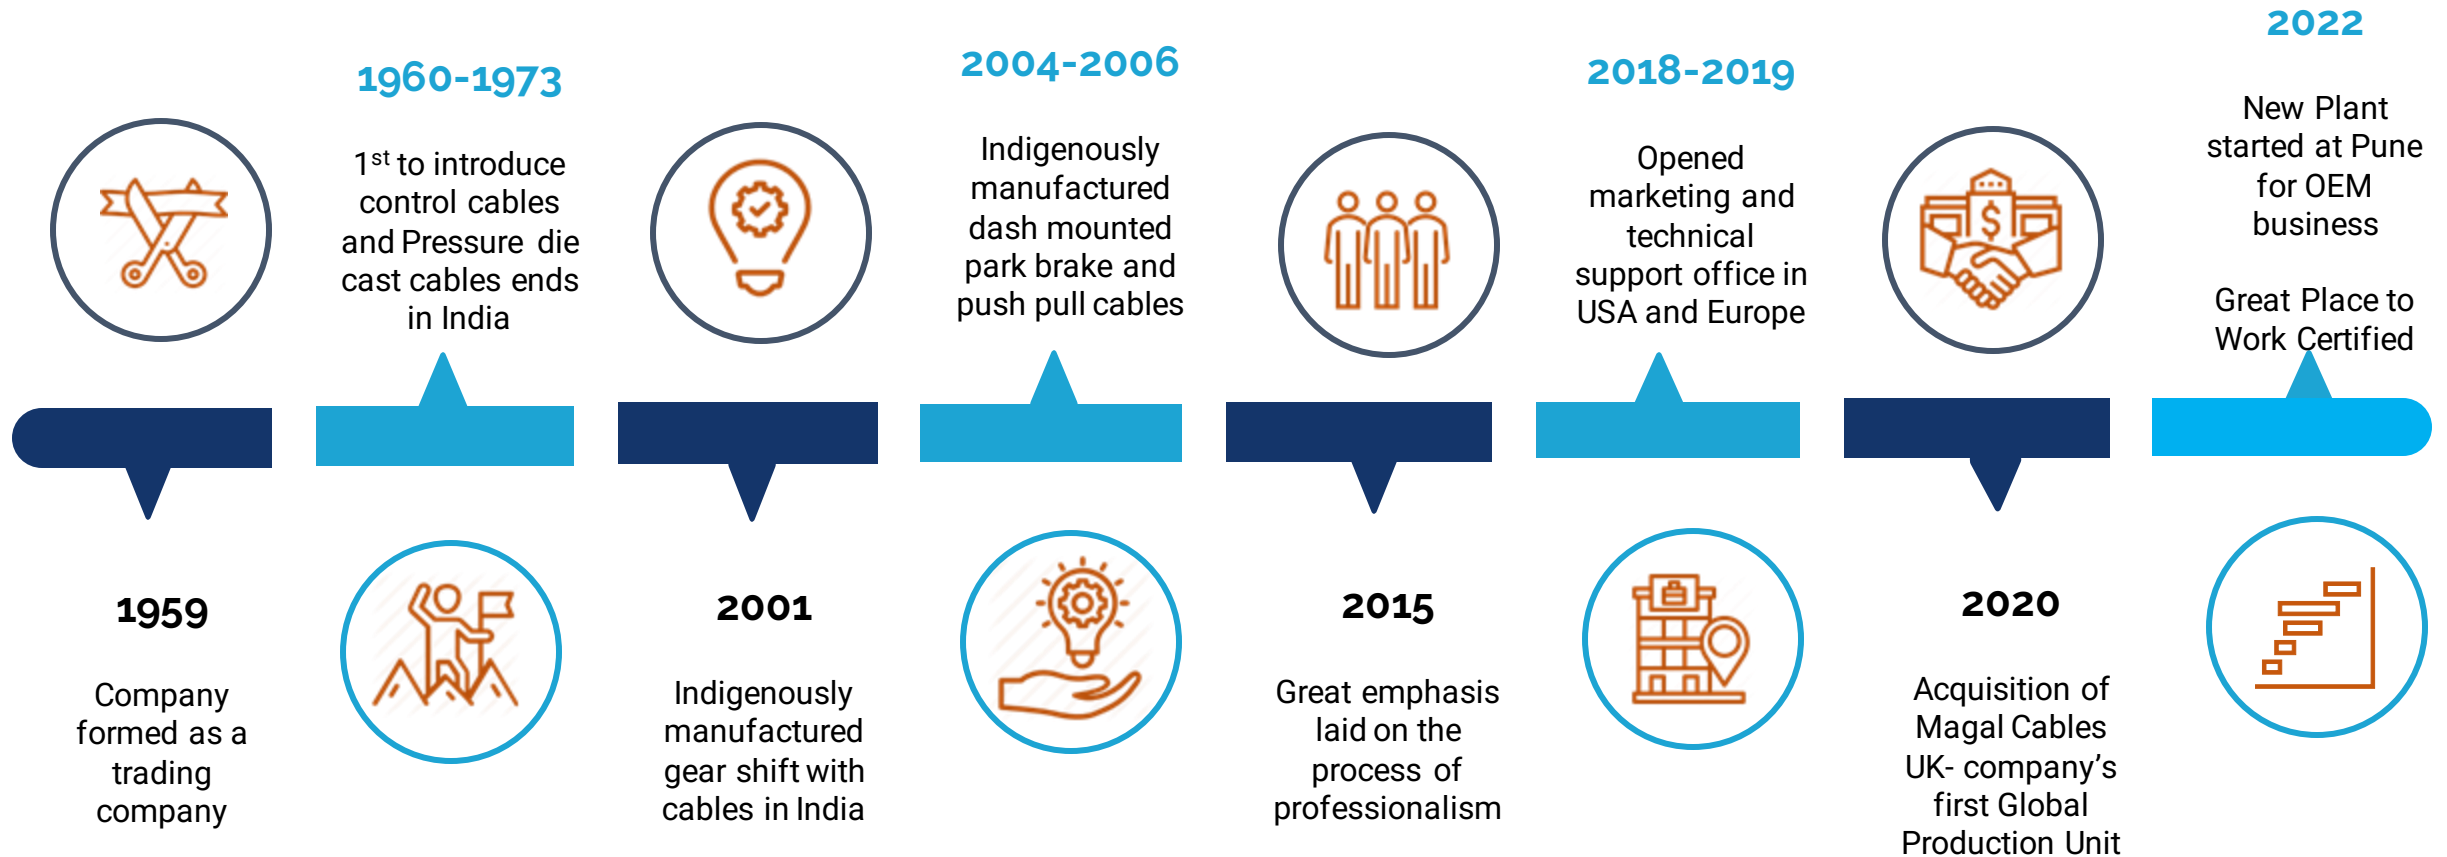 1959
Company
formed as a
trading
company
1960-1973
1st to introduce
control cables
and Pressure die
cast cables ends
in India
2001
Indigenously
manufactured
gear shift with
cables in India
2004-2006
Indigenously
manufactured
dash mounted
park brake and
push pull cables
2015
Great emphasis
laid on the
process of
professionalism
2018-2019
Opened
marketing and
technical
support office in
USA and Europe
2020
Acquisition of
Magal Cables
UK- company’s
first Global
Production Unit
2022
New Plant
started at Pune
for OEM
business
Great Place to
Work Certified